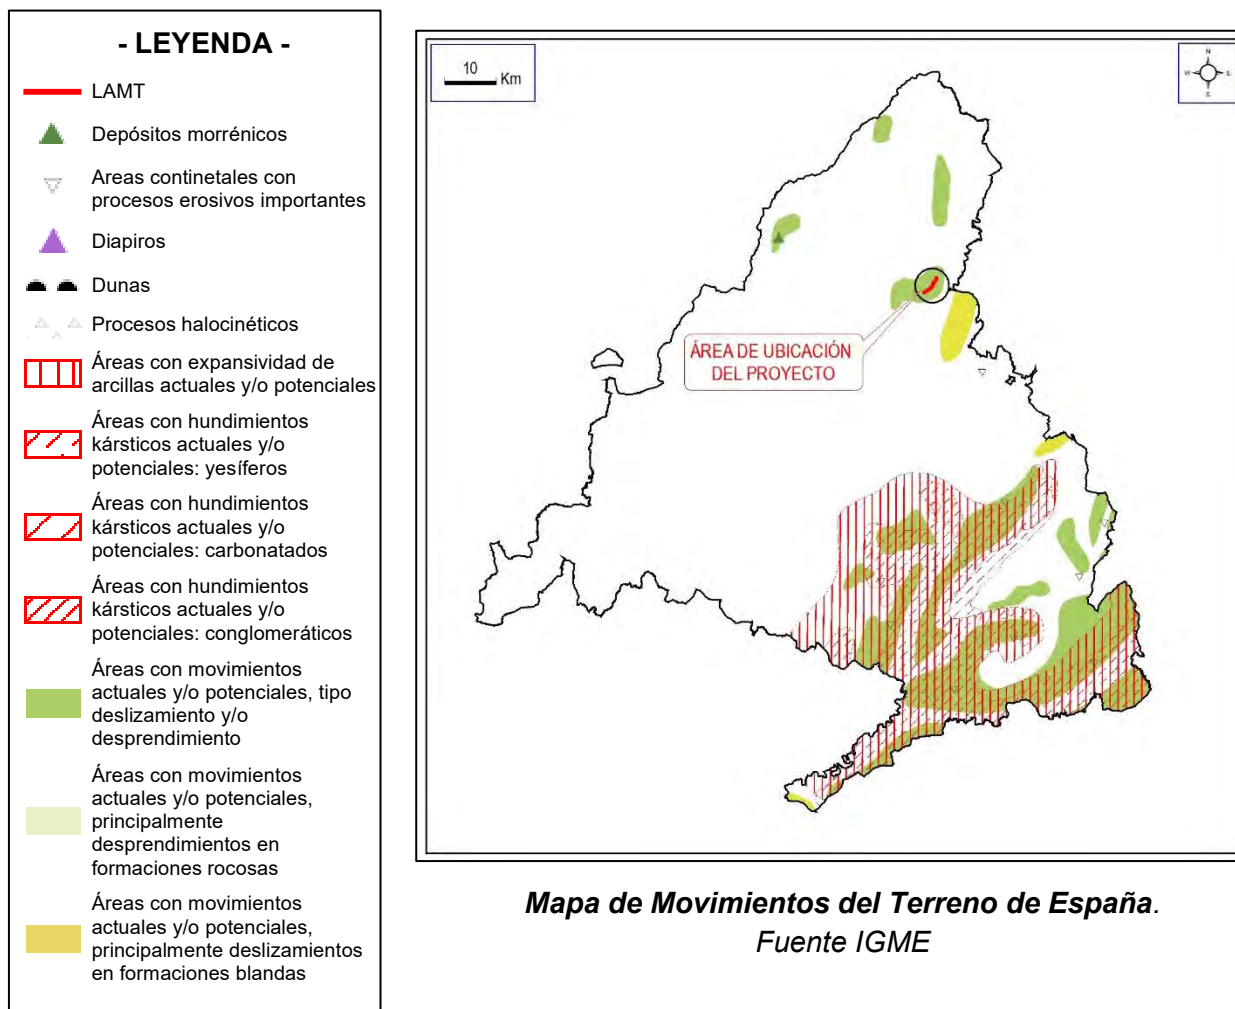 - LEYENDA -
LAMT
Depósitos morrénicos
Areas continetales con
procesos erosivos importantes
Diapiros
Dunas
Procesos halocinéticos
Áreas con expansividad de
arcillas actuales y/o potenciales
Áreas con hundimientos
kársticos actuales y/o
potenciales: yesíferos
Áreas con hundimientos
kársticos actuales y/o
potenciales: carbonatados
Áreas con hundimientos
kársticos actuales y/o
potenciales: conglomeráticos
Áreas con movimientos
actuales y/o potenciales, tipo
deslizamiento y/o
desprendimiento
Áreas con movimientos
actuales y/o potenciales,
principalmente
desprendimientos en
formaciones rocosas
Áreas con movimientos
actuales y/o potenciales,
principalmente deslizamientos
en formaciones blandas
10 Km
N
W E
S
ÁREA DE UBICACIÓN
DEL PROYECTO
Mapa de Movimientos del Terreno de España.
Fuente IGME